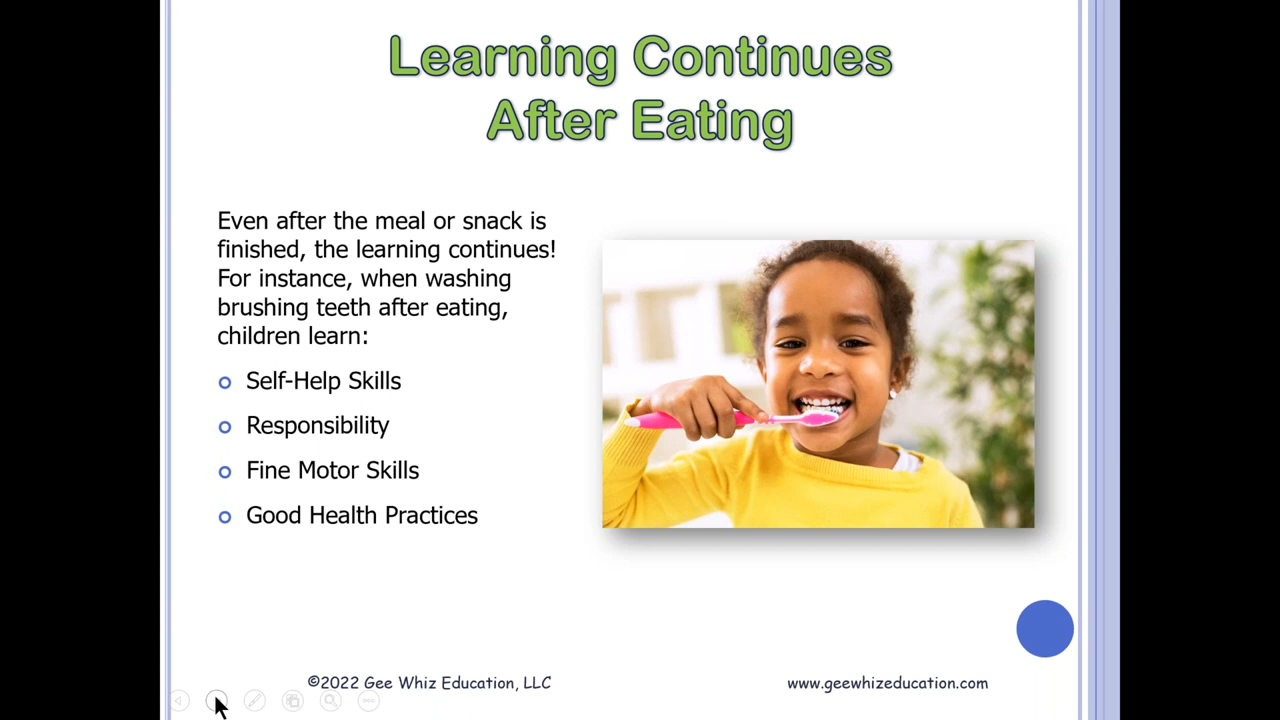 Learning Continues
After Eating
Even after the meal or snack is
finished, the learning continues!
For instance, when washing
brushing teeth after eating,
children learn:
Self-Help Skills
Responsibility
Fine Motor Skills
Good Health Practices
©2022 Gee Whiz Education, LLC
www.geewhizeducation.com